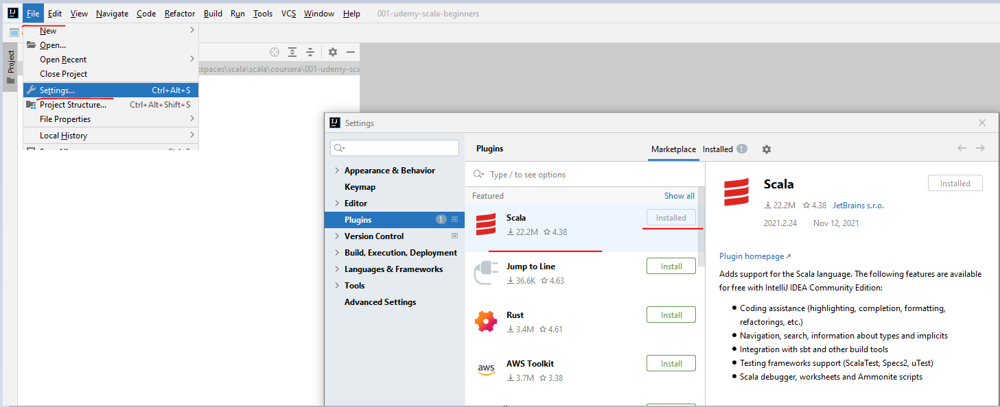 File Edit View Navigate Code Refactor Build Run Tools VCS Window Help 001-udemy-scala-beginners
New
Open...
Open Recent
Close Project
Settings... Ctrl+Alt+S
Project Structure... Ctrl+Alt+Shift+S
File Properties
Local History
Project
spaces\scala\scala\coursera\001-udemy-sca
Settings
Appearance & Behavior
Keymap
Editor
Plugins 1
Version Control
Build, Execution, Deployment
Languages & Frameworks
Tools
Advanced Settings
Plugins
Marketplace Installed 1
Type / to see options
Featured Show all
Scala Installed
22.2M 4.38
Jump to Line Install
36.6K 4.63
Rust Install
3.4M 4.61
AWS Toolkit Install
aws
3.7M 3.38
Scala Installed
22.2M 4.38 JetBrains s.r.o.
2021.2.24 Nov 12, 2021
Plugin homepage ↗
Adds support for the Scala language. The following features are available
for free with IntelliJ IDEA Community Edition:
• Coding assistance (highlighting, completion, formatting,
refactorings, etc.)
• Navigation, search, information about types and implicits
• Integration with sbt and other build tools
• Testing frameworks support (ScalaTest, Specs2, uTest)
• Scala debugger, worksheets and Ammonite scripts